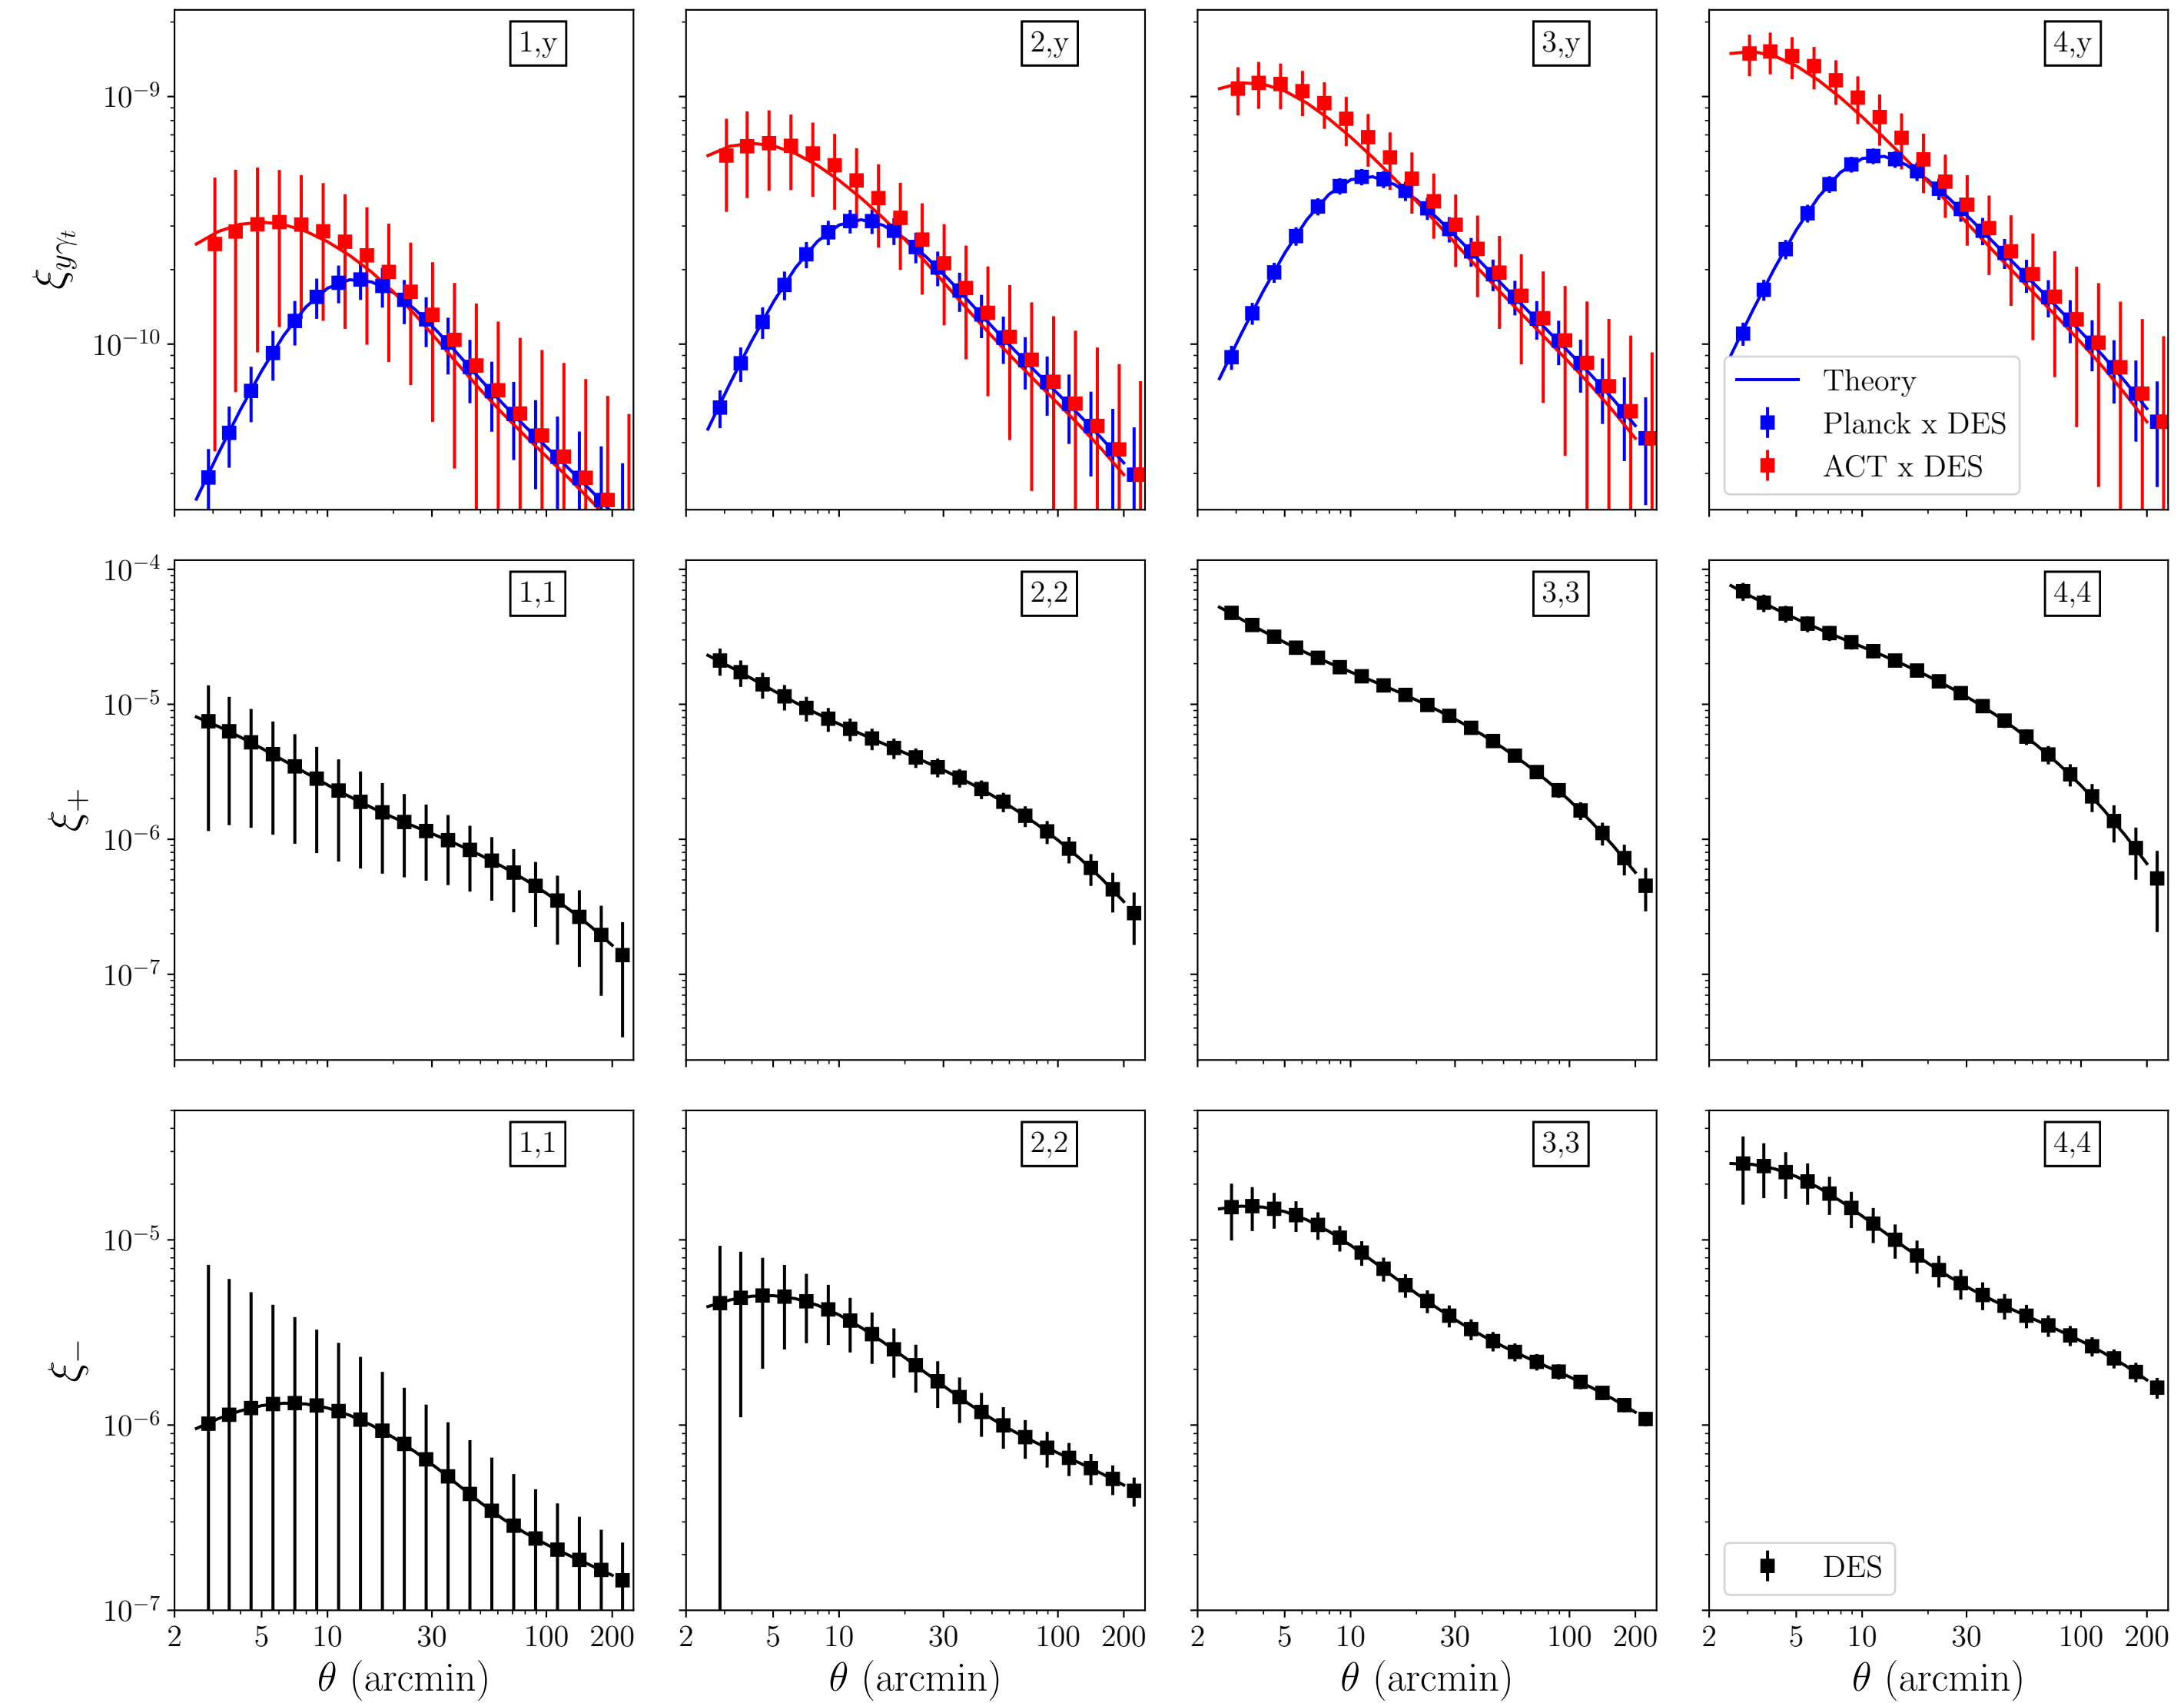 ξ_{yγ_t}
10^{-9}
10^{-10}
1,y
2,y
3,y
4,y
Theory
Planck x DES
ACT x DES
ξ_+
10^{-4}
10^{-5}
10^{-6}
10^{-7}
1,1
2,2
3,3
4,4
ξ_−
10^{-5}
10^{-6}
10^{-7}
1,1
2,2
3,3
4,4
DES
2 5 10 30 100 200
2 5 10 30 100 200
2 5 10 30 100 200
2 5 10 30 100 200
θ (arcmin)
θ (arcmin)
θ (arcmin)
θ (arcmin)